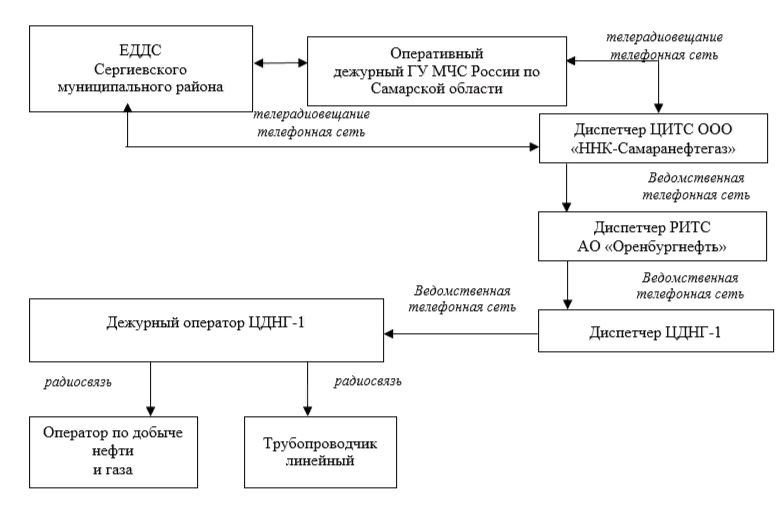 ЕДДС
Сергиевского
муниципального района
Оперативный
дежурный ГУ МЧС России по
Самарской области
телерадиовещание
телефонная сеть
телерадиовещание
телефонная сеть
Диспетчер ЦИТС ООО
«ННК-Самаранефтегаз»
Ведомственная
телефонная сеть
Диспетчер РИТС
АО «Оренбургнефть»
Ведомственная
телефонная сеть
Диспетчер ЦДНГ-1
Ведомственная
телефонная сеть
Дежурный оператор ЦДНГ-1
радиосвязь
радиосвязь
Оператор по добыче
нефти
и газа
Трубопроводчик
линейный